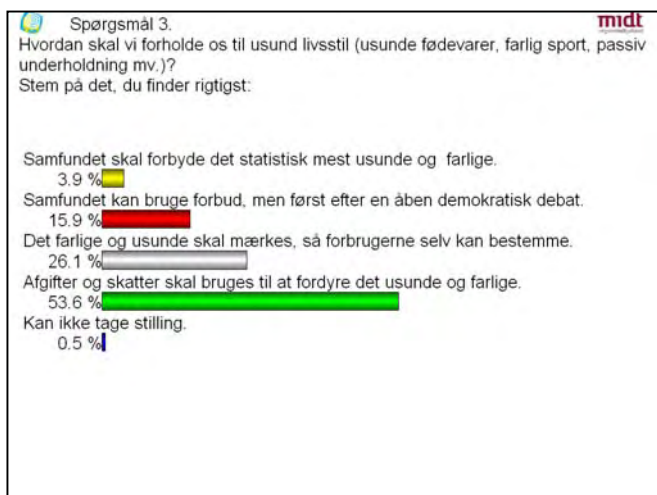 Spørgsmål 3.
midt
Hvordan skal vi forholde os til usund livsstil (usunde fødevarer, farlig sport, passiv
underholdning mv.)?
Stem på det, du finder rigtigst:
Samfundet skal forbyde det statistisk mest usunde og farlige.
3.9 %
Samfundet kan bruge forbud, men først efter en åben demokratisk debat.
15.9 %
Det farlige og usunde skal mærkes, så forbrugerne selv kan bestemme.
26.1 %
Afgifter og skatter skal bruges til at fordyre det usunde og farlige.
53.6 %
Kan ikke tage stilling.
0.5 %